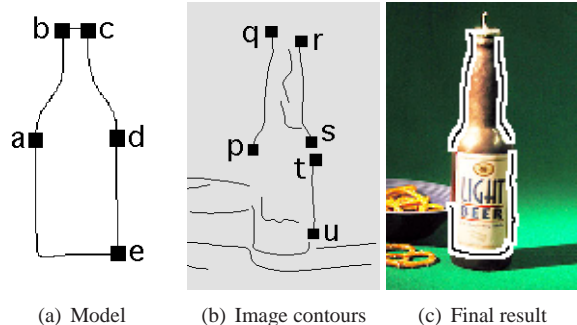 b c
a d
e
q r
p s
t
u
LIGHT
BEER
(a) Model (b) Image contours (c) Final result